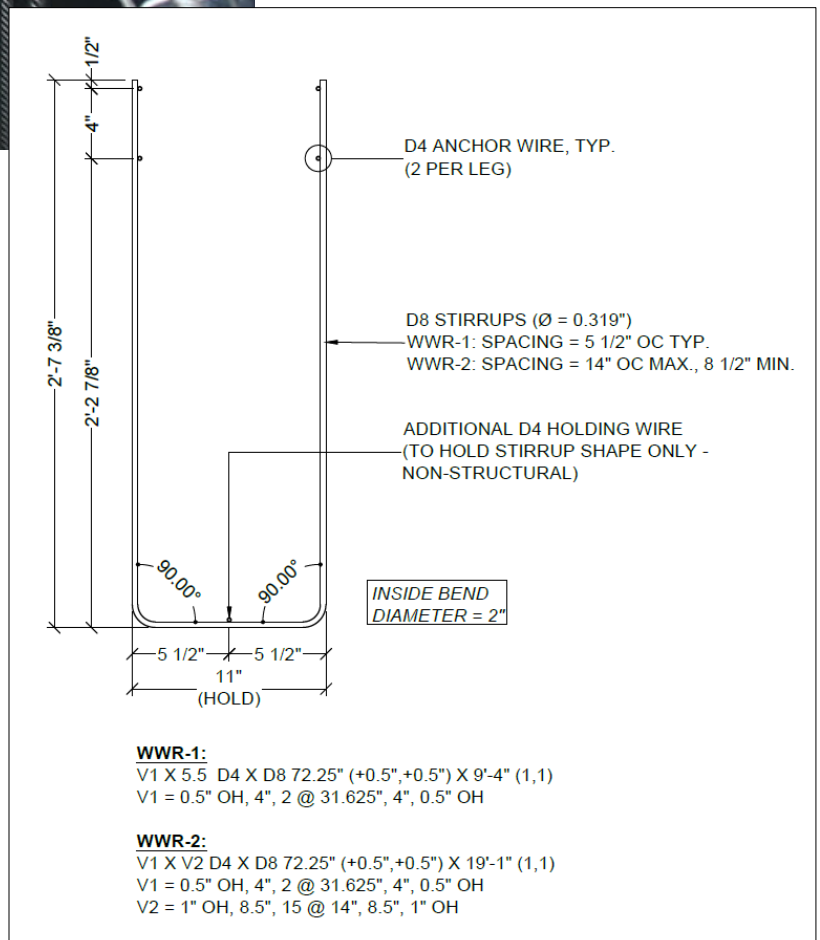 1/2"
4"
2'-7 3/8"
2'-2 7/8"
D4 ANCHOR WIRE, TYP.
(2 PER LEG)
D8 STIRRUPS (Ø = 0.319")
WWR-1: SPACING = 5 1/2" OC TYP.
WWR-2: SPACING = 14" OC MAX., 8 1/2" MIN.
ADDITIONAL D4 HOLDING WIRE
(TO HOLD STIRRUP SHAPE ONLY -
NON-STRUCTURAL)
90.00° 90.00°
INSIDE BEND
DIAMETER = 2"
5 1/2" 5 1/2"
11"
(HOLD)
WWR-1:
V1 X 5.5 D4 X D8 72.25" (+0.5",+0.5") X 9'-4" (1,1)
V1 = 0.5" OH, 4", 2 @ 31.625", 4", 0.5" OH
WWR-2:
V1 X V2 D4 X D8 72.25" (+0.5",+0.5") X 19'-1" (1,1)
V1 = 0.5" OH, 4", 2 @ 31.625", 4", 0.5" OH
V2 = 1" OH, 8.5", 15 @ 14", 8.5", 1" OH